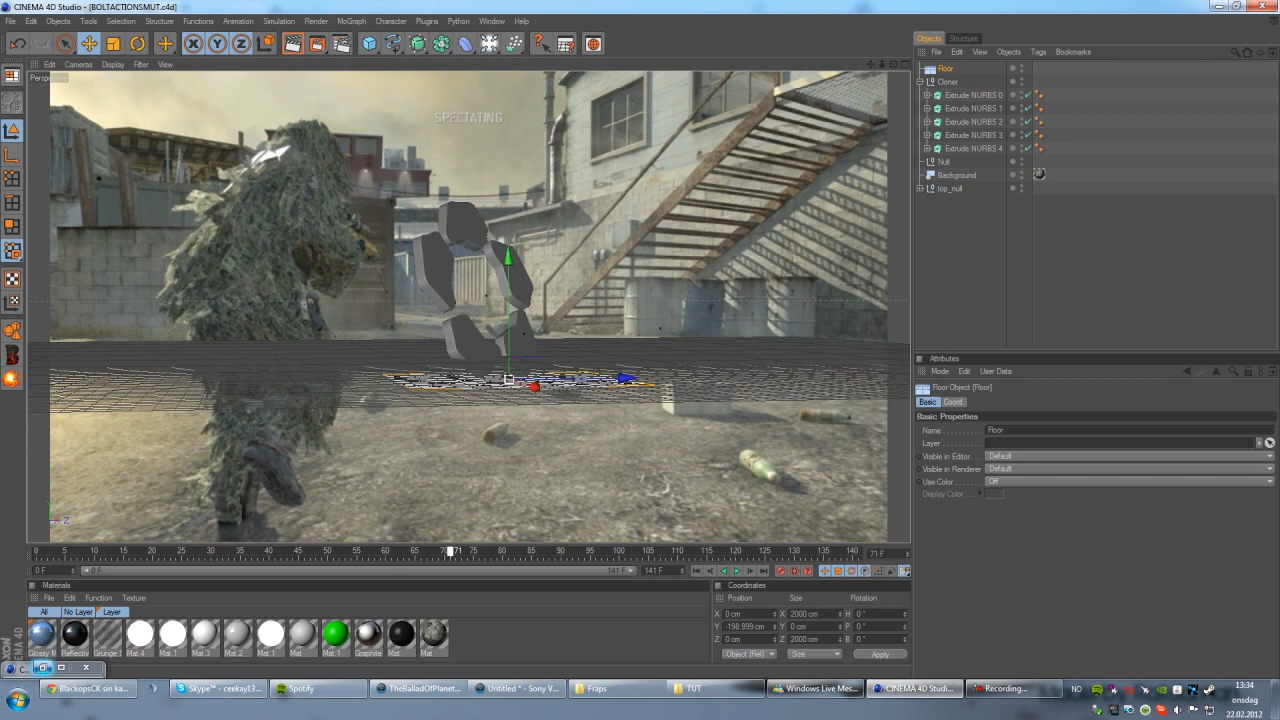 CINEMA 4D Studio - [BOLTACTIONSMUT.c4d]
File Edit Objects Tools Selection Structure Functions Animation Simulation Render MoGraph Character Plugins Python Window Help
Edit Cameras Display Filter View
SPECTATING
Z
0 5 10 15 20 25 30 35 40 45 50 55 60 65 71 75 80 85 90 95 100 105 110 115 120 125 130 135 140 71 F
0 F 0 F 141 F 141 F
Materials
File Edit Function Texture
All No Layer Layer
Glossy M Reflectiv Grunge Mat 4 Mat 1 Mat 3 Mat 2 Mat 1 Mat Mat.1 Graphite Mat Mat
Objects Structure
File Edit View Objects Tags Bookmarks
Floor
Cloner
Extrude NURBS 0
Extrude NURBS 1
Extrude NURBS 2
Extrude NURBS 3
Extrude NURBS 4
Null
Background
top_null
Attributes
Mode Edit User Data
Floor Object [Floor]
Basic Coord.
Basic Properties
Name Floor
Layer
Visible in Editor Default
Visible in Renderer Default
Use Color Off
Display Color
Coordinates
Position Size Rotation
X 0 cm X 2000 cm H 0 °
Y -198.999 cm Y 0 cm P 0 °
Z 0 cm Z 2000 cm B 0 °
Object (Rel) Size Apply
BlackopsCK sin ka... Skype™ - ceekay13... Spotify TheBalladOfPlanet... Untitled * - Sony V... Fraps TUT Windows Live Mes... CINEMA 4D Studi... Recording...
NO
13:34
onsdag
22.02.2012